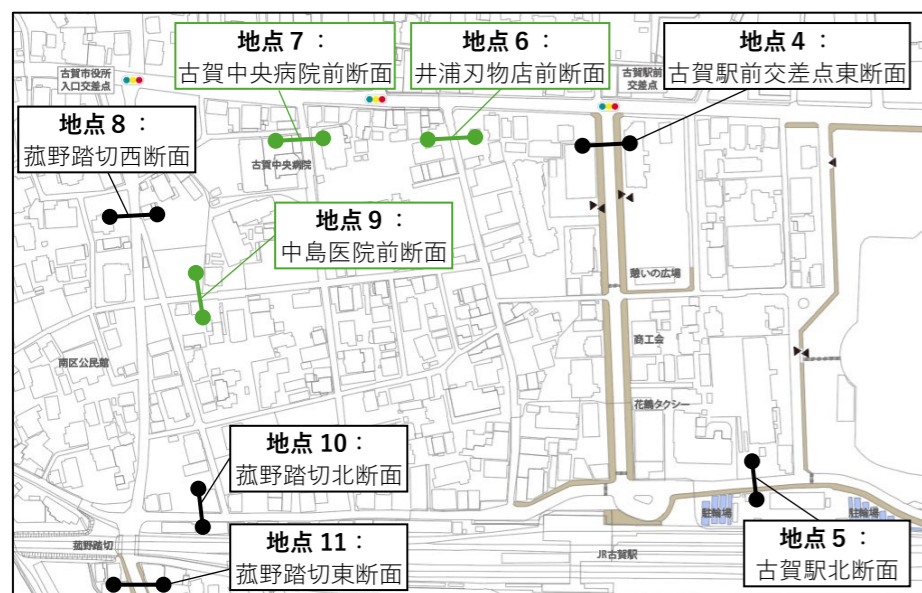 地点７：
古賀中央病院前断面
地点６：
井浦刃物店前断面
地点４：
古賀駅前交差点東断面
古賀市役所
入口交差点
古賀駅前
交差点
地点８：
菰野踏切西断面
古賀中央病院
地点９：
中島医院前断面
憩いの広場
商工会
南区公民館
花鶴タクシー
地点10：
菰野踏切北断面
駐輪場
駐輪場
菰野踏切
地点11：
菰野踏切東断面
JR古賀駅
地点５：
古賀駅北断面